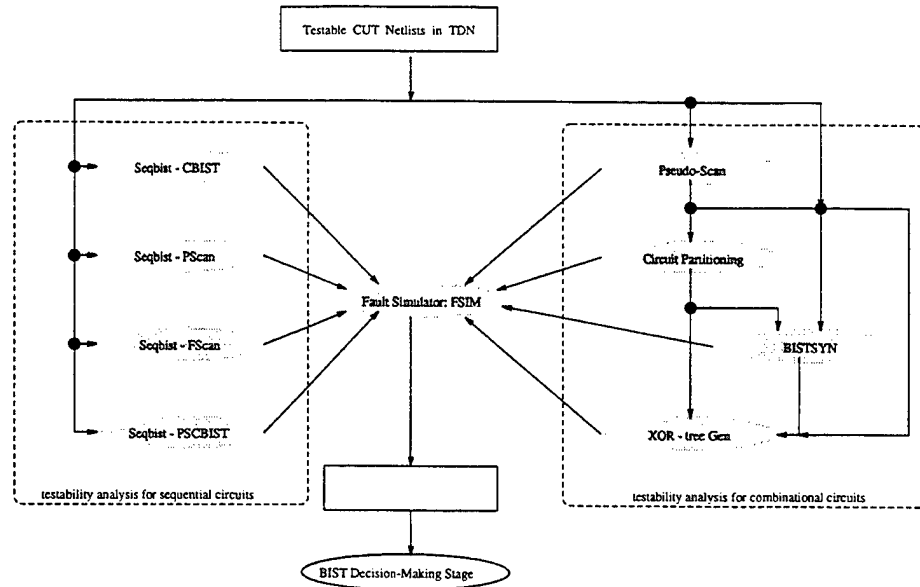 Testable CUT Netlists in TDN
Seqbist - CBIST
Seqbist - PScan
Seqbist - FScan
Seqbist - PSCBIST
testability analysis for sequential circuits
Fault Simulator: FSIM
Pseudo-Scan
Circuit Partitioning
BISTSYN
XOR - tree Gen
testability analysis for combinational circuits
BIST Decision-Making Stage